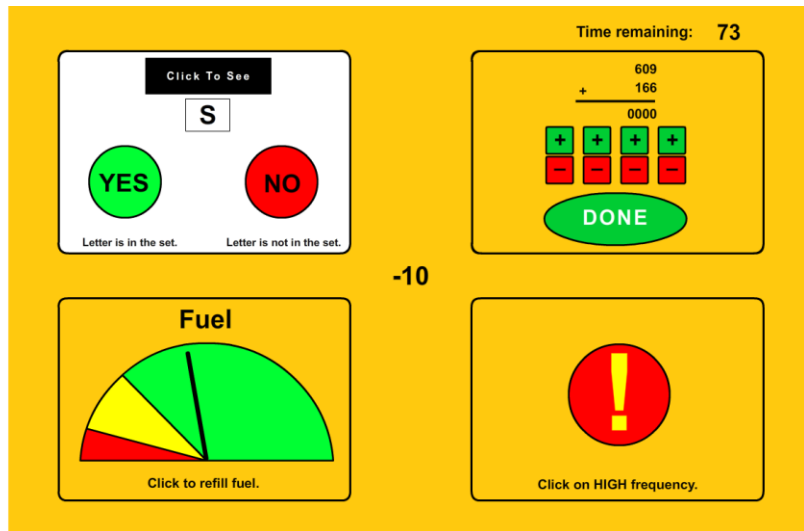 Time remaining: 73
Click To See
S
YES
NO
Letter is in the set.
Letter is not in the set.
609
+ 166
0000
+ + + +
− − − −
DONE
-10
Fuel
Click to refill fuel.
!
Click on HIGH frequency.